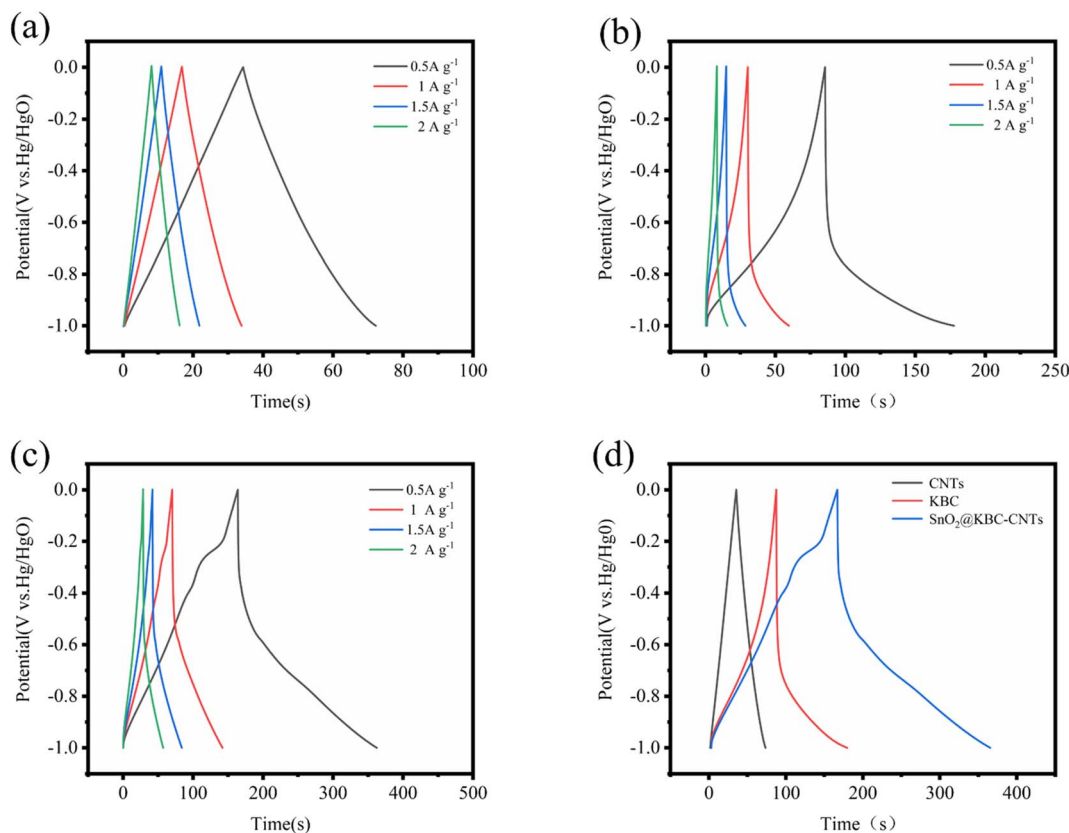 (a)
0.5A g⁻¹
1 A g⁻¹
1.5A g⁻¹
2 A g⁻¹
0.0
-0.2
-0.4
-0.6
-0.8
-1.0
Potential(V vs.Hg/HgO)
0 20 40 60 80 100
Time(s)
(b)
0.5A g⁻¹
1 A g⁻¹
1.5A g⁻¹
2 A g⁻¹
0.0
-0.2
-0.4
-0.6
-0.8
-1.0
Potential(V vs.Hg/HgO)
0 50 100 150 200 250
Time（s）
(c)
0.5A g⁻¹
1 A g⁻¹
1.5A g⁻¹
2 A g⁻¹
0.0
-0.2
-0.4
-0.6
-0.8
-1.0
Potential(V vs.Hg/HgO)
0 100 200 300 400 500
Time(s)
(d)
CNTs
KBC
SnO₂@KBC-CNTs
0.0
-0.2
-0.4
-0.6
-0.8
-1.0
Potential(V vs.Hg/Hg0)
0 100 200 300 400
Time（s）